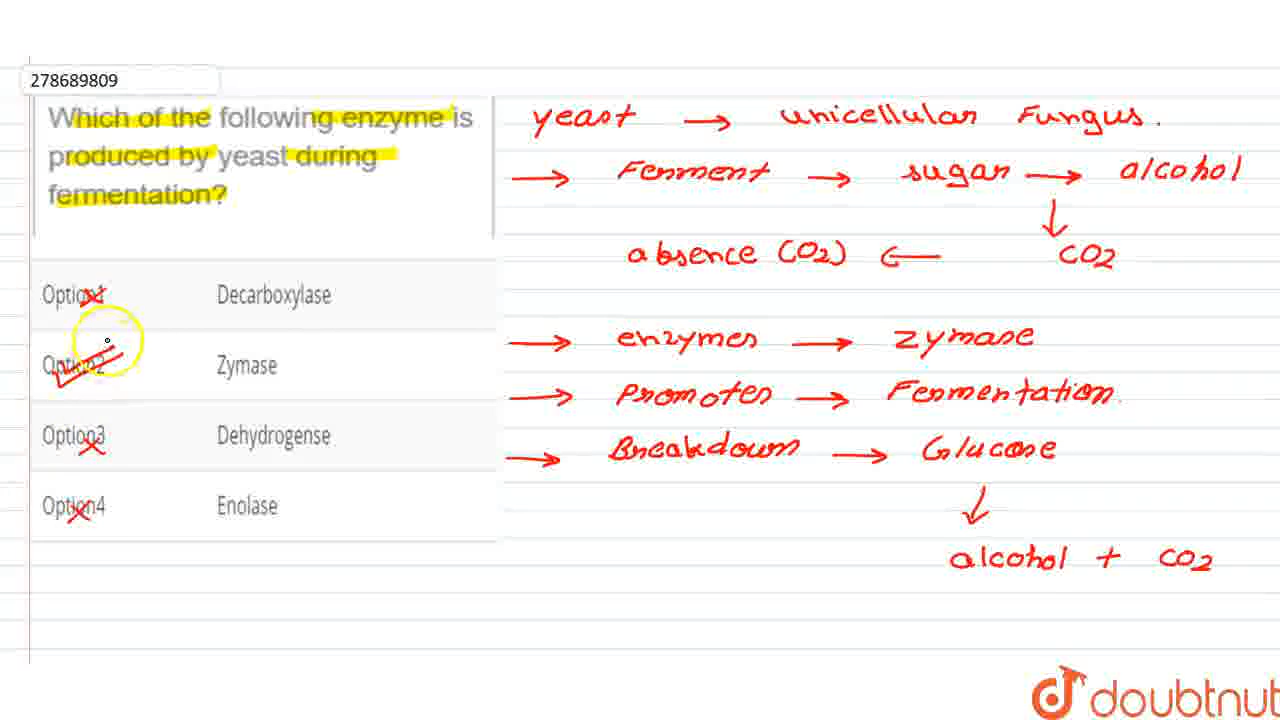 278689809
Which of the following enzyme is
produced by yeast during
fermentation?
Option1 Decarboxylase
Option2 Zymase
Option3 Dehydrogense
Option4 Enolase
yeast → unicellular Fungus.
→ Ferment → sugar → alcohol
↓
absence (O2) ← CO2
→ enzymes → zymase
→ Promotes → Fermentation.
→ Breakdown → Glucose
↓
alcohol + CO2
doubtnut